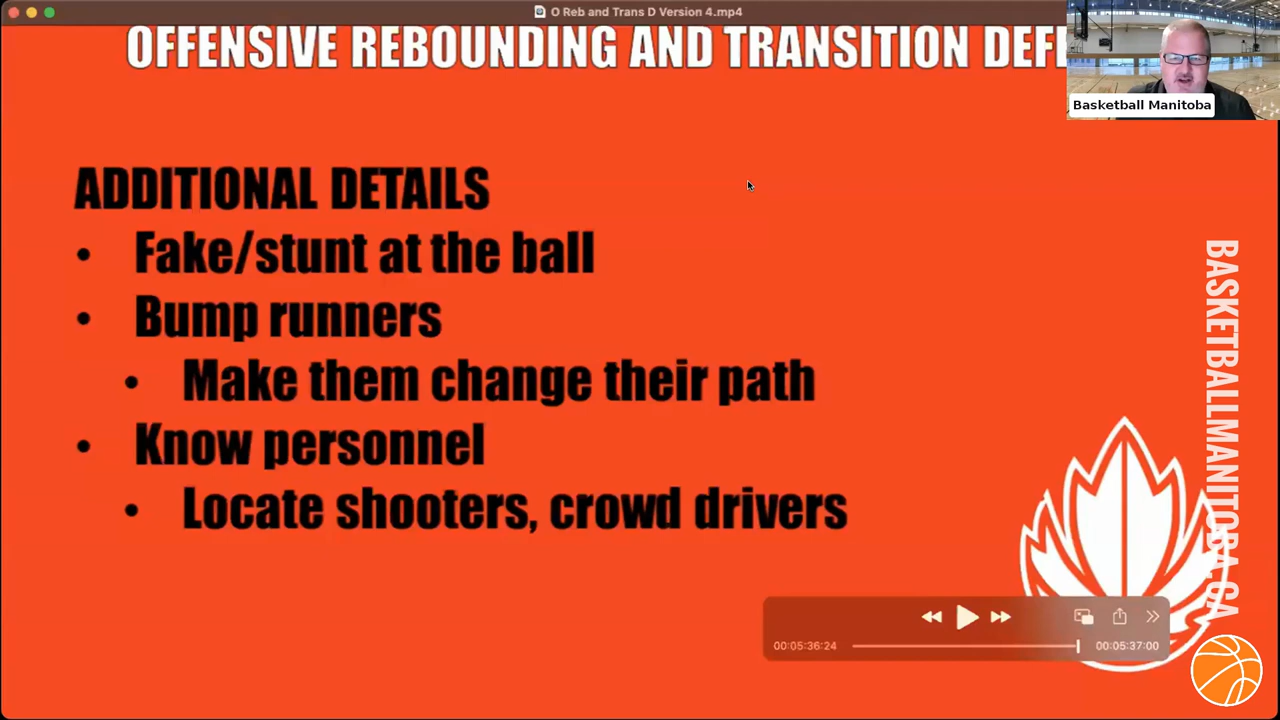 O Reb and Trans D Version 4.mp4
OFFENSIVE REBOUNDING AND TRANSITION DEF
Basketball Manitoba
ADDITIONAL DETAILS
• Fake/stunt at the ball
• Bump runners
• Make them change their path
• Know personnel
• Locate shooters, crowd drivers
BASKETBALLMANITOBA.CA
00:05:36:24
00:05:37:00